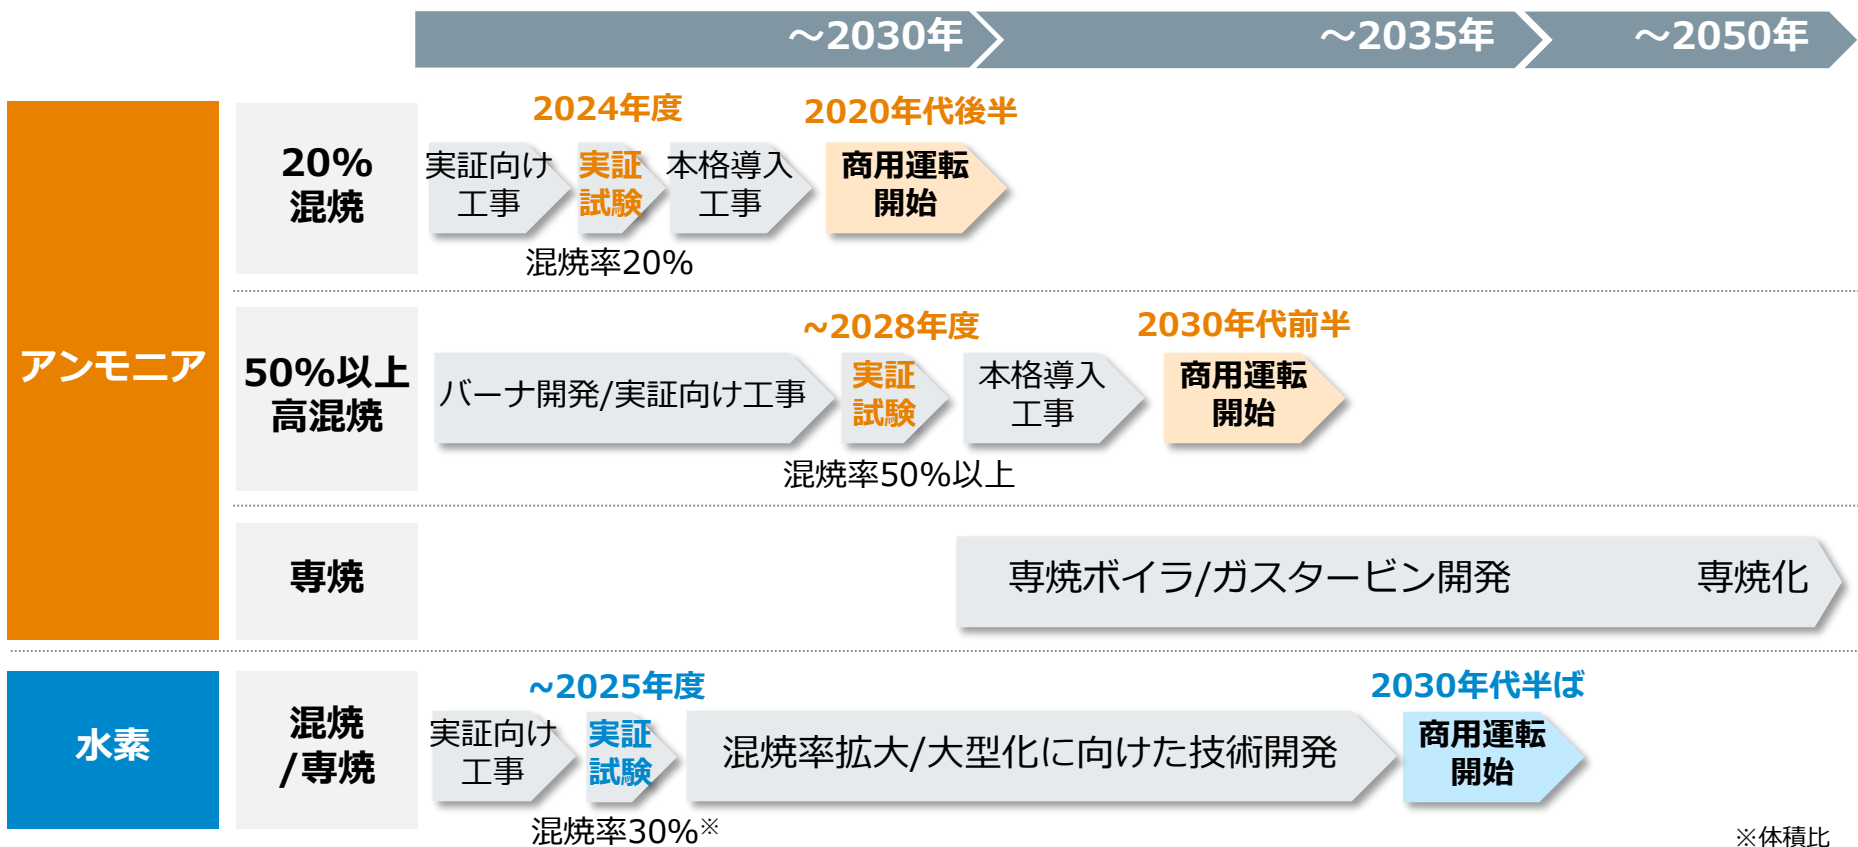 ～2030年
～2035年
～2050年
アンモニア
20%
混焼
2024年度
2020年代後半
実証向け
工事
実証
試験
本格導入
工事
商用運転
開始
混焼率20%
50%以上
高混焼
~2028年度
2030年代前半
バーナ開発/実証向け工事
実証
試験
本格導入
工事
商用運転
開始
混焼率50%以上
専焼
専焼ボイラ/ガスタービン開発
専焼化
水素
混焼
/専焼
~2025年度
2030年代半ば
実証向け
工事
実証
試験
混焼率拡大/大型化に向けた技術開発
商用運転
開始
混焼率30%※
※体積比